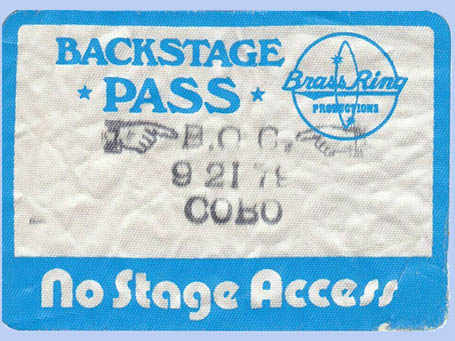 BACKSTAGE
★ PASS ★
Brass Ring
PRODUCTIONS
B.O.C.
9 21 78
COBO
No Stage Access